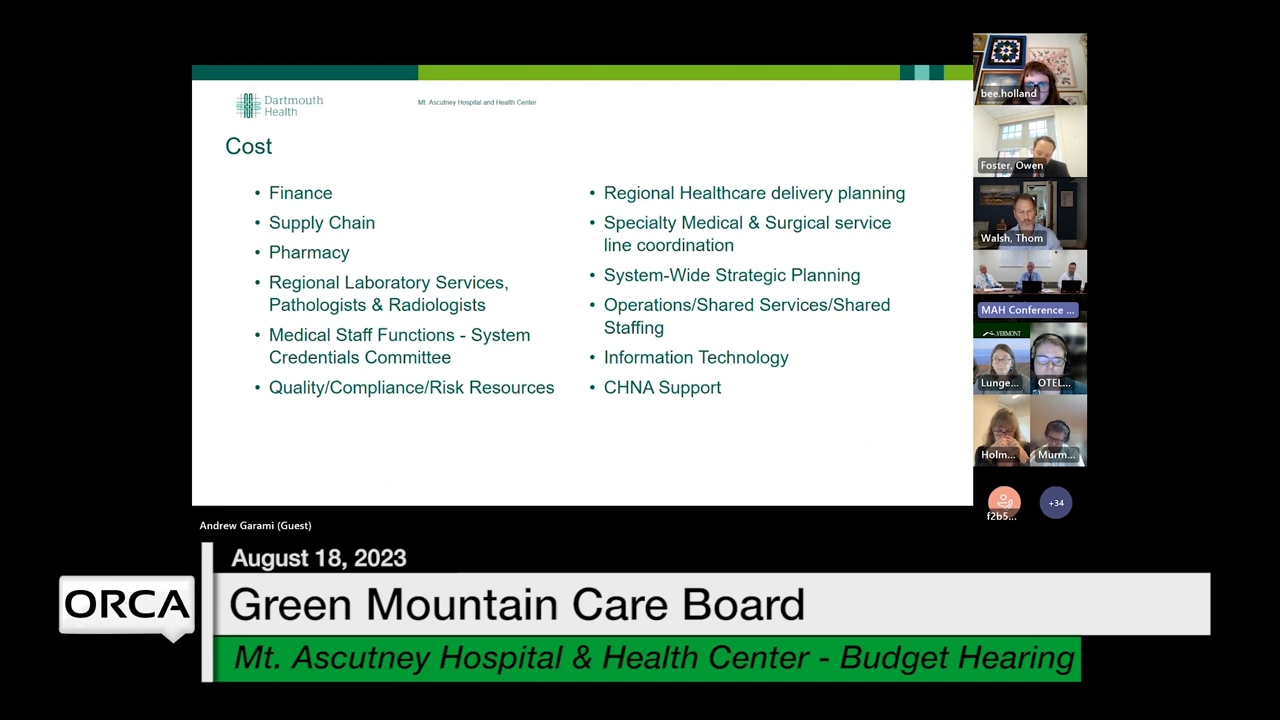 Dartmouth
Health
Mt. Ascutney Hospital and Health Center
Cost
• Finance
• Supply Chain
• Pharmacy
• Regional Laboratory Services,
Pathologists & Radiologists
• Medical Staff Functions - System
Credentials Committee
• Quality/Compliance/Risk Resources
• Regional Healthcare delivery planning
• Specialty Medical & Surgical service
line coordination
• System-Wide Strategic Planning
• Operations/Shared Services/Shared
Staffing
• Information Technology
• CHNA Support
bee.holland
Foster, Owen
Walsh, Thom
MAH Conference ...
VERMONT
Lunge...
OTEL...
Holm...
Murm...
f2b5...
+34
Andrew Garami (Guest)
August 18, 2023
ORCA
Green Mountain Care Board
Mt. Ascutney Hospital & Health Center - Budget Hearing